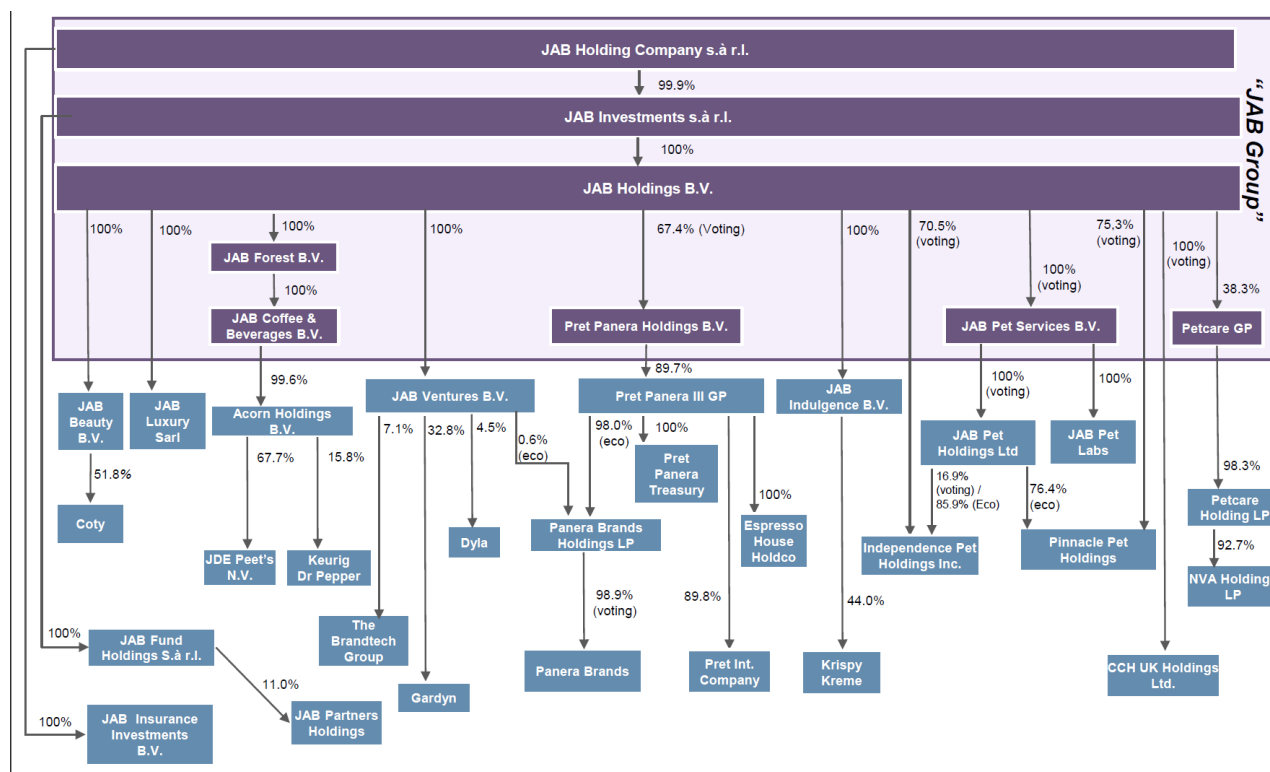 JAB Holding Company s.à r.l.
99.9%
JAB Investments s.à r.l.
100%
JAB Holdings B.V.
"JAB Group"
100%
100%
100%
100%
67.4% (Voting)
100%
70.5%
(voting)
100%
(voting)
75,3%
(voting)
100%
(voting)
38.3%
JAB Forest B.V.
100%
JAB Coffee &
Beverages B.V.
Pret Panera Holdings B.V.
JAB Pet Services B.V.
Petcare GP
99.6%
89.7%
100%
(voting)
100%
98.3%
JAB
Beauty
B.V.
JAB
Luxury
Sarl
Acorn Holdings
B.V.
JAB Ventures B.V.
Pret Panera III GP
JAB
Indulgence B.V.
JAB Pet
Holdings Ltd
JAB Pet
Labs
51.8%
67.7%
15.8%
7.1%
32.8%
4.5%
0.6%
(eco)
98.0%
(eco)
100%
100%
16.9%
(voting) /
85.9% (Eco)
76.4%
(eco)
Coty
JDE Peet's
N.V.
Keurig
Dr Pepper
Dyla
Panera Brands
Holdings LP
Pret
Panera
Treasury
Espresso
House
Holdco
Independence Pet
Holdings Inc.
Pinnacle Pet
Holdings
Petcare
Holding LP
92.7%
NVA Holding
LP
98.9%
(voting)
89.8%
44.0%
The
Brandtech
Group
Gardyn
Panera Brands
Pret Int.
Company
Krispy
Kreme
CCH UK Holdings
Ltd.
100%
JAB Fund
Holdings S.à r.l.
11.0%
JAB Partners
Holdings
100%
JAB Insurance
Investments
B.V.